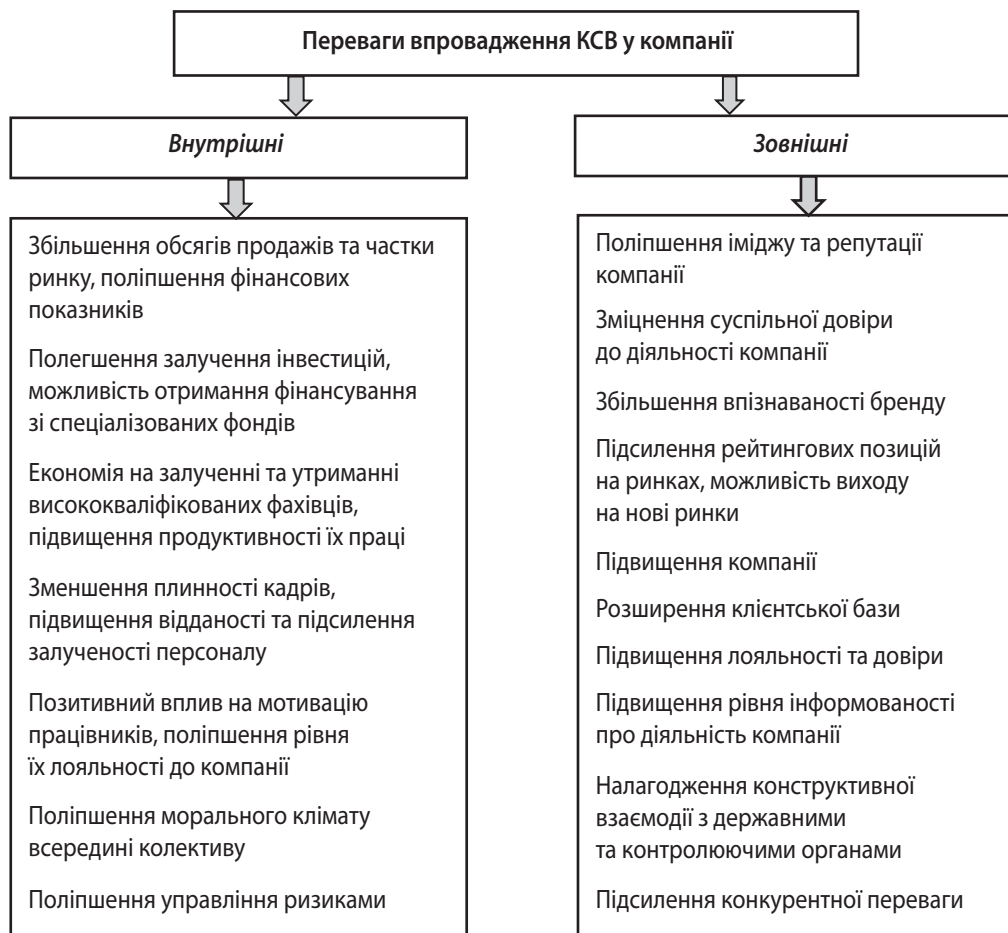 Переваги впровадження КСВ у компанії
Внутрішні
Збільшення обсягів продажів та частки
ринку, поліпшення фінансових
показників
Полегшення залучення інвестицій,
можливість отримання фінансування
зі спеціалізованих фондів
Економія на залученні та утриманні
висококваліфікованих фахівців,
підвищення продуктивності їх праці
Зменшення плинності кадрів,
підвищення відданості та підсилення
залученості персоналу
Позитивний вплив на мотивацію
працівників, поліпшення рівня
їх лояльності до компанії
Поліпшення морального клімату
всередині колективу
Поліпшення управління ризиками
Зовнішні
Поліпшення іміджу та репутації
компанії
Зміцнення суспільної довіри
до діяльності компанії
Збільшення впізнаваності бренду
Підсилення рейтингових позицій
на ринках, можливість виходу
на нові ринки
Підвищення компанії
Розширення клієнтської бази
Підвищення лояльності та довіри
Підвищення рівня інформованості
про діяльність компанії
Налагодження конструктивної
взаємодії з державними
та контролюючими органами
Підсилення конкурентної переваги